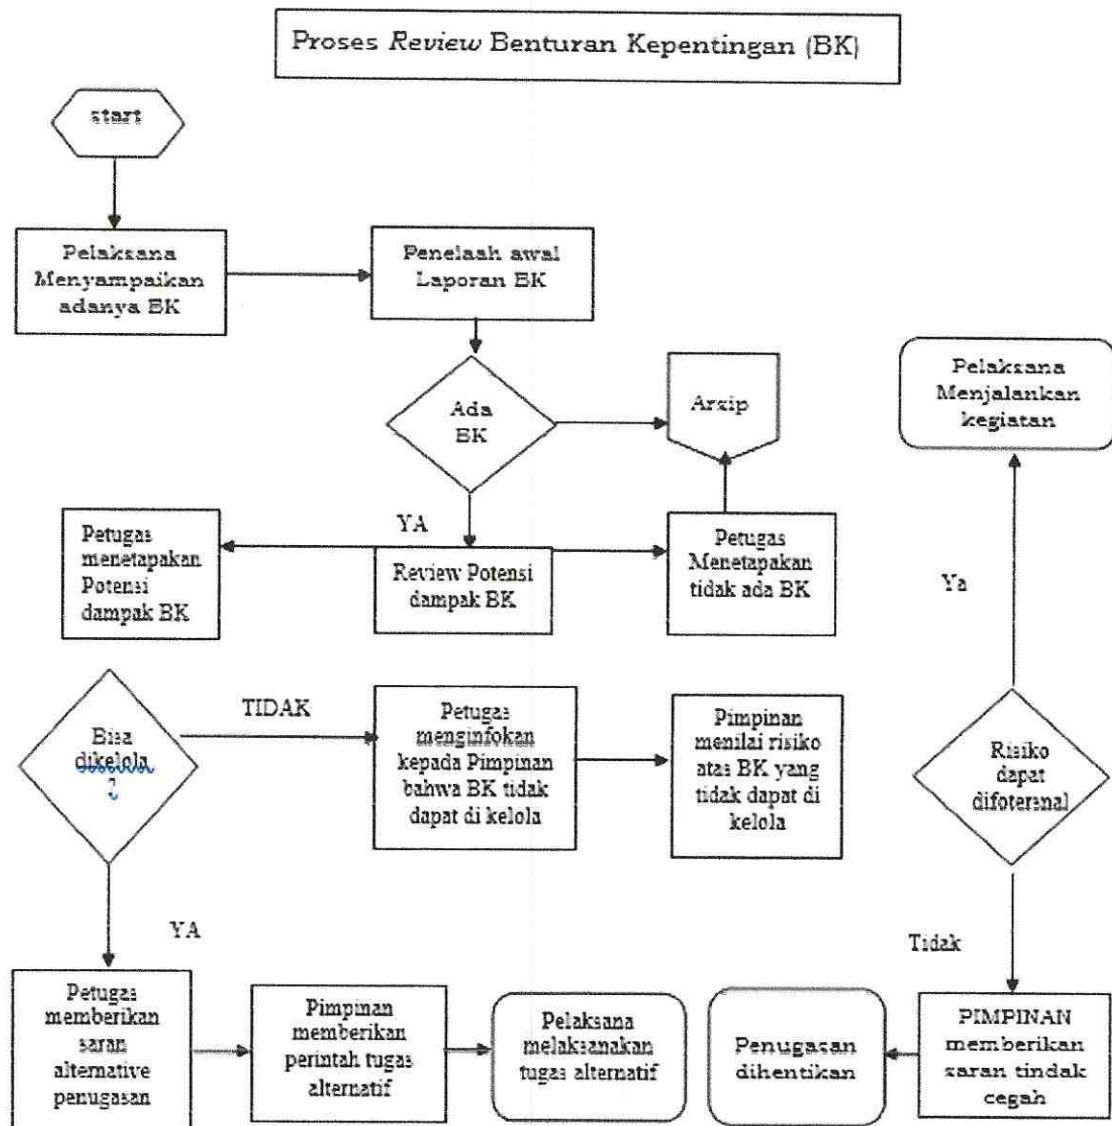 Proses Review Benturan Kepentingan (BK)
start
Pelaksana
Menyampaikan
adanya BK
Penelaah awal
Laporan BK
Ada
BK
Arsip
Pelaksana
Menjalankan
kegiatan
YA
Petugas
menetapakan
Potensi
dampak BK
Review Potensi
dampak BK
Petugas
Menetapakan
tidak ada BK
Ya
Bisa
dikelola
?
TIDAK
Petugas
menginfokan
kepada Pimpinan
bahwa BK tidak
dapat di kelola
Pimpinan
menilai risiko
atas BK yang
tidak dapat di
kelola
Risiko
dapat
difoteranal
YA
Tidak
Petugas
memberikan
saran
alternative
penugasan
Pimpinan
memberikan
perintah tugas
alternatif
Pelaksana
melaksanakan
tugas alternatif
Penugasan
dihentikan
PIMPINAN
memberikan
saran tindak
cegah